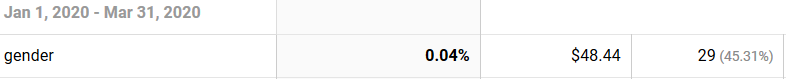 Jan 1, 2020 - Mar 31, 2020
gender 0.04% $48.44 29 (45.31%)